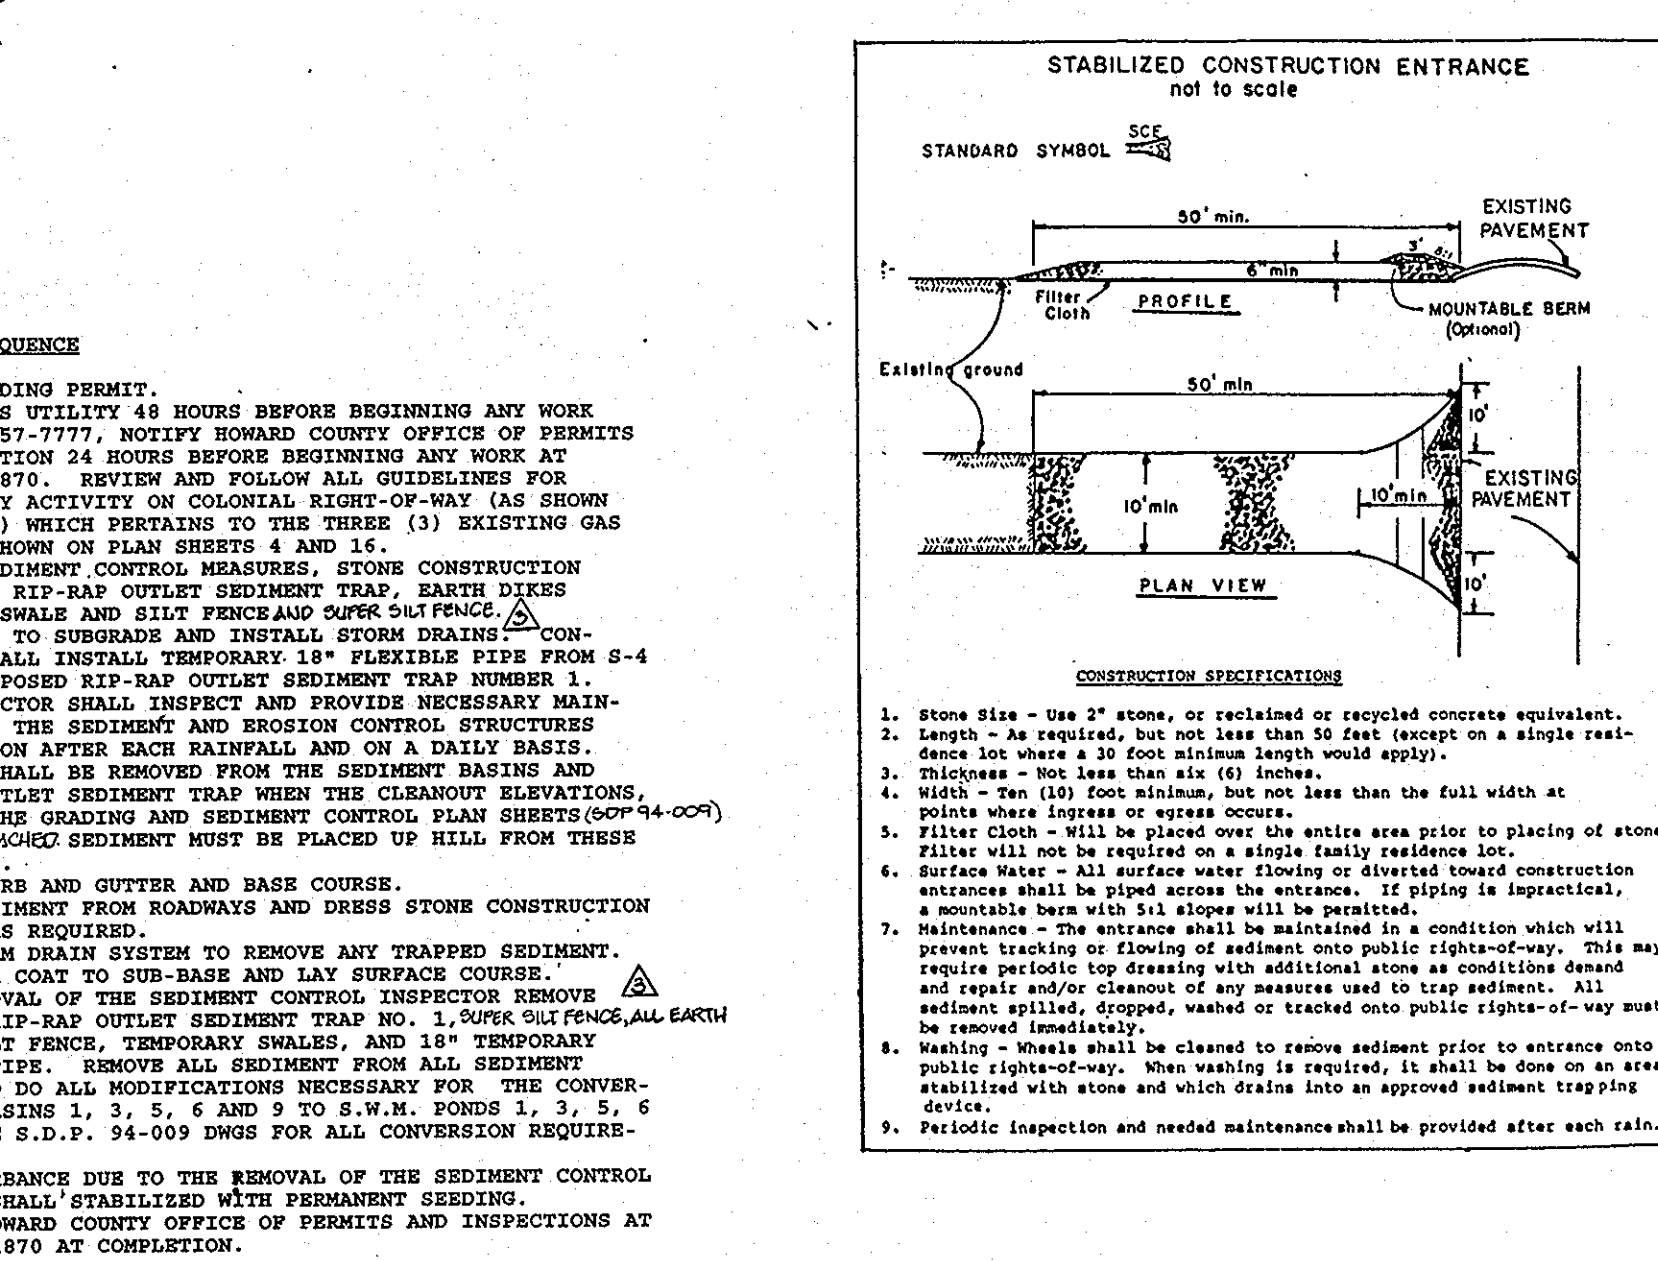 QUENCE
DING PERMIT.
S UTILITY 48 HOURS BEFORE BEGINNING ANY WORK
57-7777, NOTIFY HOWARD COUNTY OFFICE OF PERMITS
TION 24 HOURS BEFORE BEGINNING ANY WORK AT
870. REVIEW AND FOLLOW ALL GUIDELINES FOR
Y ACTIVITY ON COLONIAL RIGHT-OF-WAY (AS SHOWN
) WHICH PERTAINS TO THE THREE (3) EXISTING GAS
HOWN ON PLAN SHEETS 4 AND 16.
DIMENT CONTROL MEASURES, STONE CONSTRUCTION
RIP-RAP OUTLET SEDIMENT TRAP, EARTH DIKES
SWALE AND SILT FENCE AND SUPER SILT FENCE. 3
TO SUBGRADE AND INSTALL STORM DRAINS. CON-
ALL INSTALL TEMPORARY 18" FLEXIBLE PIPE FROM S-4
POSED RIP-RAP OUTLET SEDIMENT TRAP NUMBER 1.
CTOR SHALL INSPECT AND PROVIDE NECESSARY MAIN-
THE SEDIMENT AND EROSION CONTROL STRUCTURES
ON AFTER EACH RAINFALL AND ON A DAILY BASIS.
HALL BE REMOVED FROM THE SEDIMENT BASINS AND
TLET SEDIMENT TRAP WHEN THE CLEANOUT ELEVATIONS,
HE GRADING AND SEDIMENT CONTROL PLAN SHEETS (SDP 94-009)
ACHED. SEDIMENT MUST BE PLACED UP HILL FROM THESE
.
RB AND GUTTER AND BASE COURSE.
IMENT FROM ROADWAYS AND DRESS STONE CONSTRUCTION
S REQUIRED.
M DRAIN SYSTEM TO REMOVE ANY TRAPPED SEDIMENT.
COAT TO SUB-BASE AND LAY SURFACE COURSE.
VAL OF THE SEDIMENT CONTROL INSPECTOR REMOVE 3
IP-RAP OUTLET SEDIMENT TRAP NO. 1, SUPER SILT FENCE, ALL EARTH
T FENCE, TEMPORARY SWALES, AND 18" TEMPORARY
IPE. REMOVE ALL SEDIMENT FROM ALL SEDIMENT
DO ALL MODIFICATIONS NECESSARY FOR THE CONVER-
SINS 1, 3, 5, 6 AND 9 TO S.W.M. PONDS 1, 3, 5, 6
S.D.P. 94-009 DWGS FOR ALL CONVERSION REQUIRE-
BANCE DUE TO THE REMOVAL OF THE SEDIMENT CONTROL
SHALL STABILIZED WITH PERMANENT SEEDING.
OWARD COUNTY OFFICE OF PERMITS AND INSPECTIONS AT
870 AT COMPLETION.
STABILIZED CONSTRUCTION ENTRANCE
not to scale
STANDARD SYMBOL SCE
50' min.
EXISTING
PAVEMENT
3'
6" min
Filter
Cloth
PROFILE
MOUNTABLE BERM
(Optional)
Existing ground
50' min
10'
10' min
10' min
EXISTING
PAVEMENT
10'
PLAN VIEW
CONSTRUCTION SPECIFICATIONS
1. Stone Size - Use 2" stone, or reclaimed or recycled concrete equivalent.
2. Length - As required, but not less than 50 feet (except on a single resi-
dence lot where a 30 foot minimum length would apply).
3. Thickness - Not less than six (6) inches.
4. Width - Ten (10) foot minimum, but not less than the full width at
points where ingress or egress occurs.
5. Filter Cloth - Will be placed over the entire area prior to placing of stone
Filter will not be required on a single family residence lot.
6. Surface Water - All surface water flowing or diverted toward construction
entrances shall be piped across the entrance. If piping is impractical,
a mountable berm with 5:1 slopes will be permitted.
7. Maintenance - The entrance shall be maintained in a condition which will
prevent tracking or flowing of sediment onto public rights-of-way. This may
require periodic top dressing with additional stone as conditions demand
and repair and/or cleanout of any measures used to trap sediment. All
sediment spilled, dropped, washed or tracked onto public rights-of-way must
be removed immediately.
8. Washing - Wheels shall be cleaned to remove sediment prior to entrance onto
public rights-of-way. When washing is required, it shall be done on an area
stabilized with stone and which drains into an approved sediment trapping
device.
9. Periodic inspection and needed maintenance shall be provided after each rain.